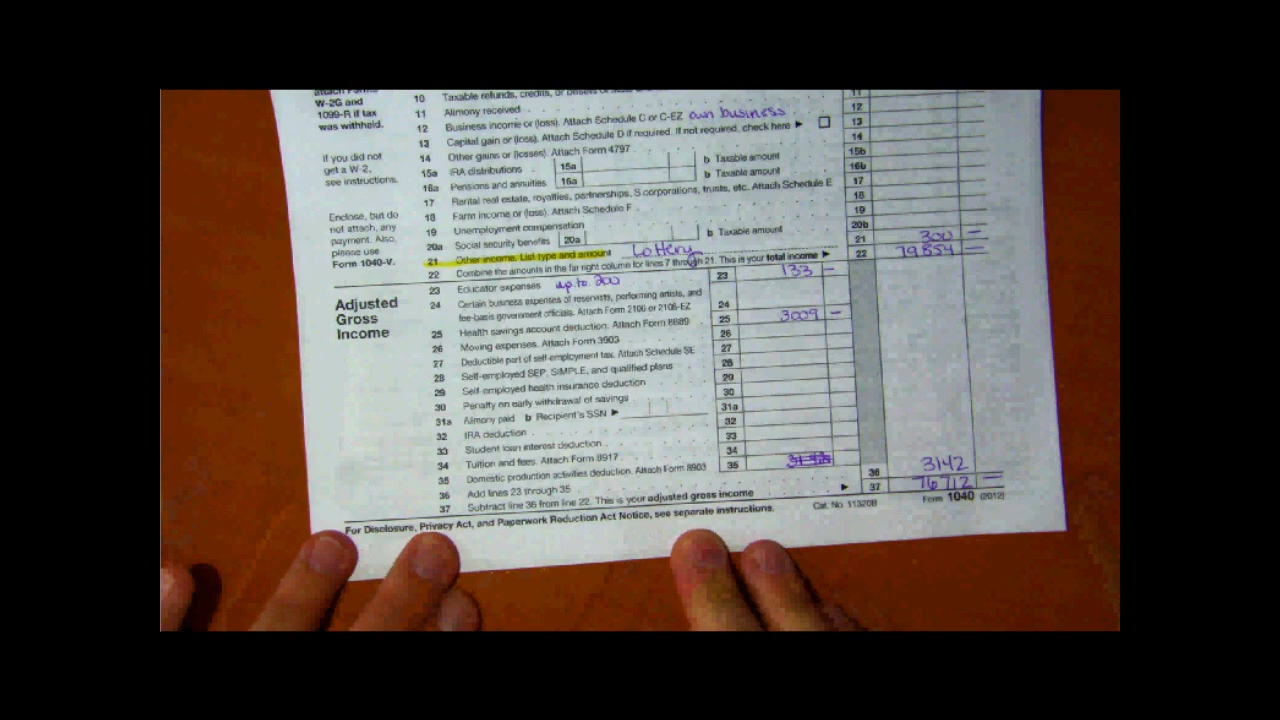 attach Forms
W-2G and
1099-R if tax
was withheld.
If you did not
get a W-2,
see instructions.
Enclose, but do
not attach, any
payment. Also,
please use
Form 1040-V.
10 Taxable refunds, credits, or offsets of 11
11 Alimony received
12 Business income or (loss). Attach Schedule C or C-EZ own business 12
13 Capital gain or (loss). Attach Schedule D if required. If not required, check here ▶ ☐ 13
14 Other gains or (losses). Attach Form 4797 14
15a IRA distributions 15a b Taxable amount 15b
16a Pensions and annuities 16a b Taxable amount 16b
17 Rental real estate, royalties, partnerships, S corporations, trusts, etc. Attach Schedule E 17
18 Farm income or (loss). Attach Schedule F 18
19 Unemployment compensation 19
20a Social security benefits 20a b Taxable amount 20b
21 Other income. List type and amount Lottery 21 300 —
22 Combine the amounts in the far right column for lines 7 through 21. This is your total income ▶ 22 79854 —
Adjusted
Gross
Income
23 Educator expenses up to 200 23 133 —
24 Certain business expenses of reservists, performing artists, and
fee-basis government officials. Attach Form 2106 or 2106-EZ 24
25 Health savings account deduction. Attach Form 8889 25 3009 —
26 Moving expenses. Attach Form 3903 26
27 Deductible part of self-employment tax. Attach Schedule SE 27
28 Self-employed SEP, SIMPLE, and qualified plans 28
29 Self-employed health insurance deduction 29
30 Penalty on early withdrawal of savings 30
31a Alimony paid b Recipient's SSN ▶ 31a
32 IRA deduction 32
33 Student loan interest deduction 33
34 Tuition and fees. Attach Form 8917 34
35 Domestic production activities deduction. Attach Form 8903 35
36 Add lines 23 through 35 36 3142
37 Subtract line 36 from line 22. This is your adjusted gross income ▶ 37 76712 —
For Disclosure, Privacy Act, and Paperwork Reduction Act Notice, see separate instructions. Cat. No. 11320B Form 1040 (2012)